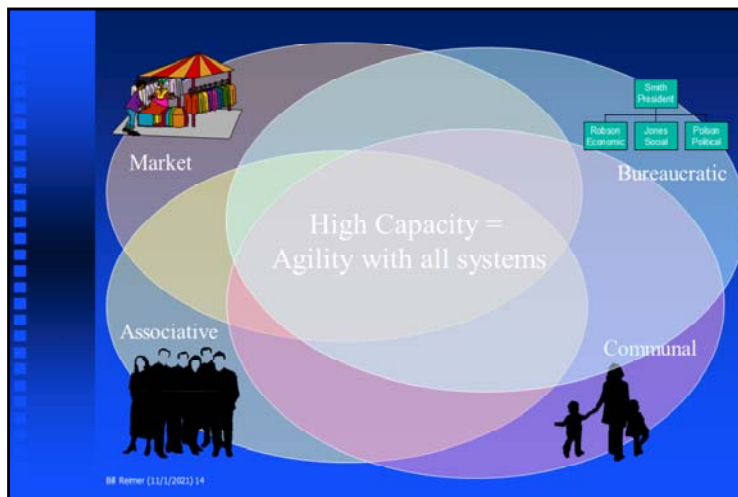 Market
Smith
President
Robson
Economic
Jones
Social
Polson
Political
Bureaucratic
High Capacity =
Agility with all systems
Associative
Communal
Bill Reimer (11/1/2021) 14